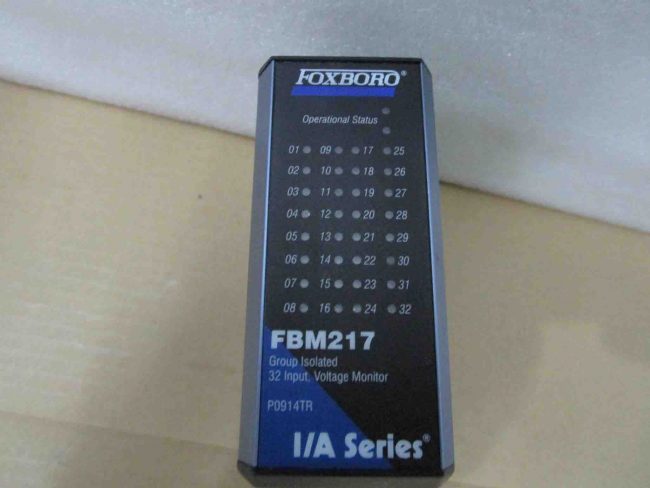 FOXBORO®
Operational Status
01 09 17 25
02 10 18 26
03 11 19 27
04 12 20 28
05 13 21 29
06 14 22 30
07 15 23 31
08 16 24 32
FBM217
Group Isolated
32 Input, Voltage Monitor
P0914TR
I/A Series®